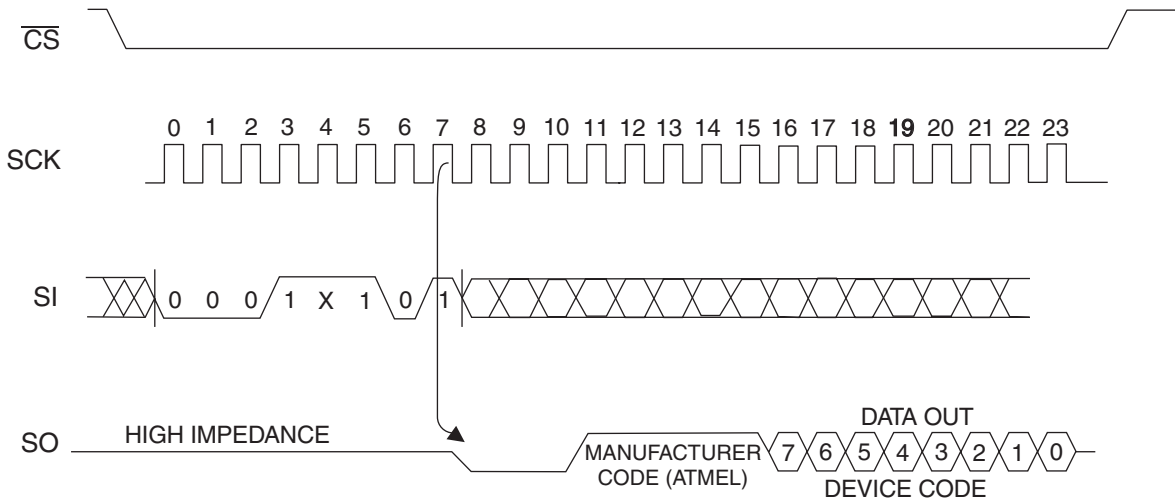 CS
0 1 2 3 4 5 6 7 8 9 10 11 12 13 14 15 16 17 18 19 20 21 22 23
SCK
SI
0 0 0 1 X 1 0 1
DATA OUT
SO
HIGH IMPEDANCE
MANUFACTURER
CODE (ATMEL)
7 6 5 4 3 2 1 0
DEVICE CODE